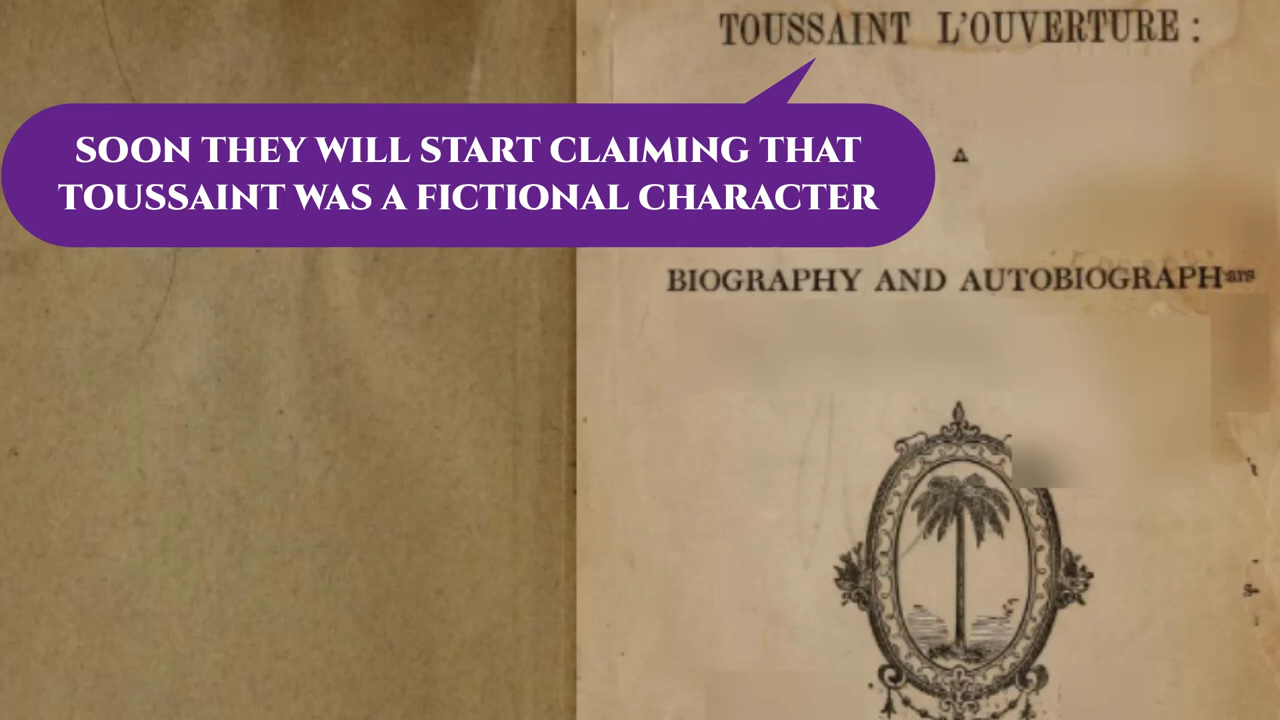 TOUSSAINT L'OUVERTURE :
SOON THEY WILL START CLAIMING THAT
TOUSSAINT WAS A FICTIONAL CHARACTER
A
BIOGRAPHY AND AUTOBIOGRAPH